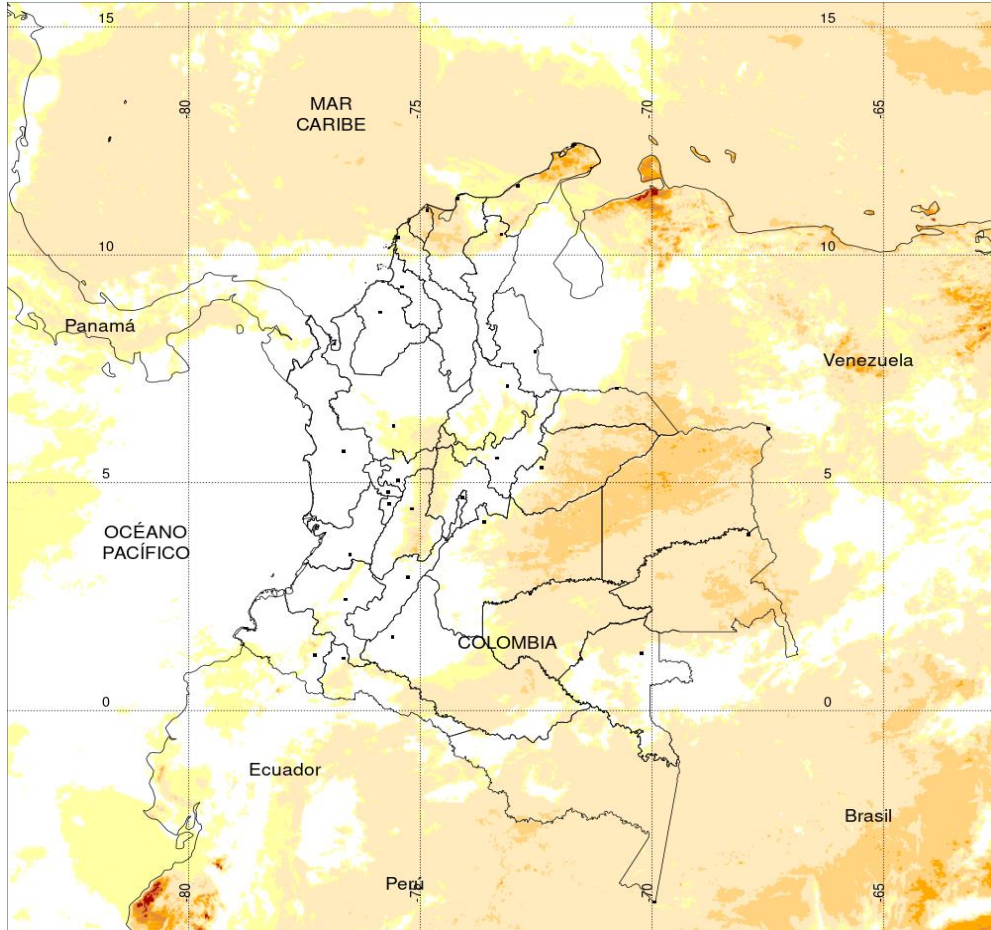 15
15
-80
-75
-70
-65
MAR
CARIBE
10
10
Panamá
Venezuela
5
5
OCÉANO
PACÍFICO
COLOMBIA
0
0
Ecuador
Brasil
Perú
-80
-75
-70
-65